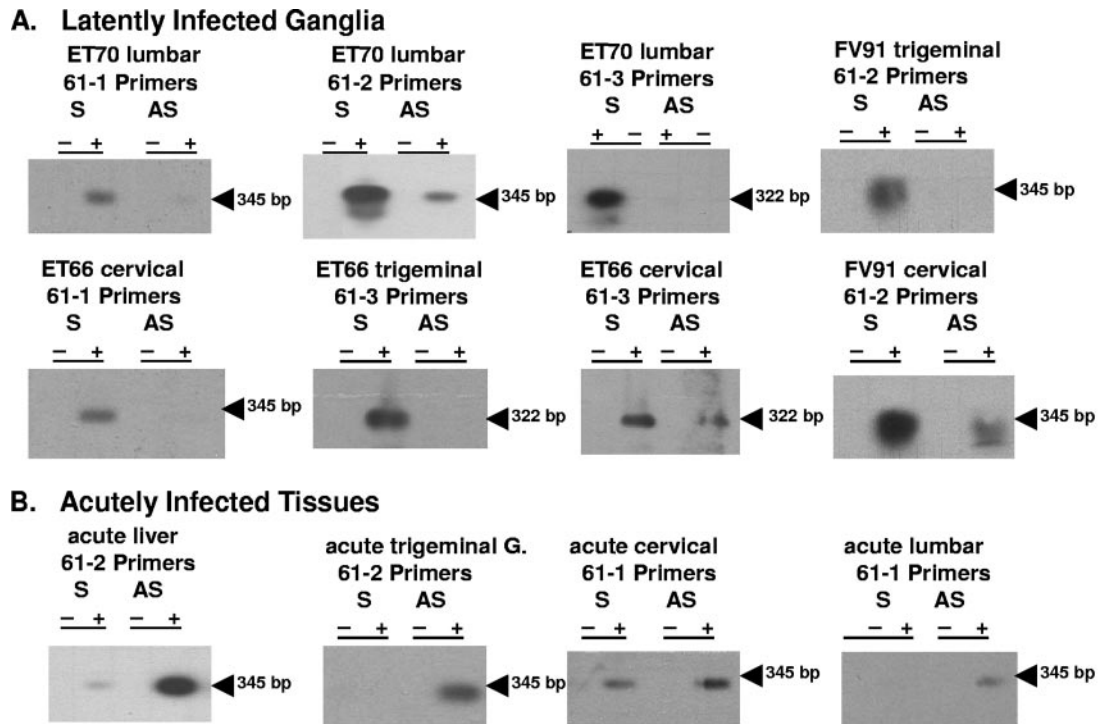 A. Latently Infected Ganglia
ET70 lumbar
61-1 Primers
S AS
– + – +
345 bp
ET70 lumbar
61-2 Primers
S AS
– + – +
345 bp
ET70 lumbar
61-3 Primers
S AS
+ – + –
322 bp
FV91 trigeminal
61-2 Primers
S AS
– + – +
345 bp
ET66 cervical
61-1 Primers
S AS
– + – +
345 bp
ET66 trigeminal
61-3 Primers
S AS
– + – +
322 bp
ET66 cervical
61-3 Primers
S AS
– + – +
322 bp
FV91 cervical
61-2 Primers
S AS
– + – +
345 bp
B. Acutely Infected Tissues
acute liver
61-2 Primers
S AS
– + – +
345 bp
acute trigeminal G.
61-2 Primers
S AS
– + – +
345 bp
acute cervical
61-1 Primers
S AS
– + – +
345 bp
acute lumbar
61-1 Primers
S AS
– + – +
345 bp